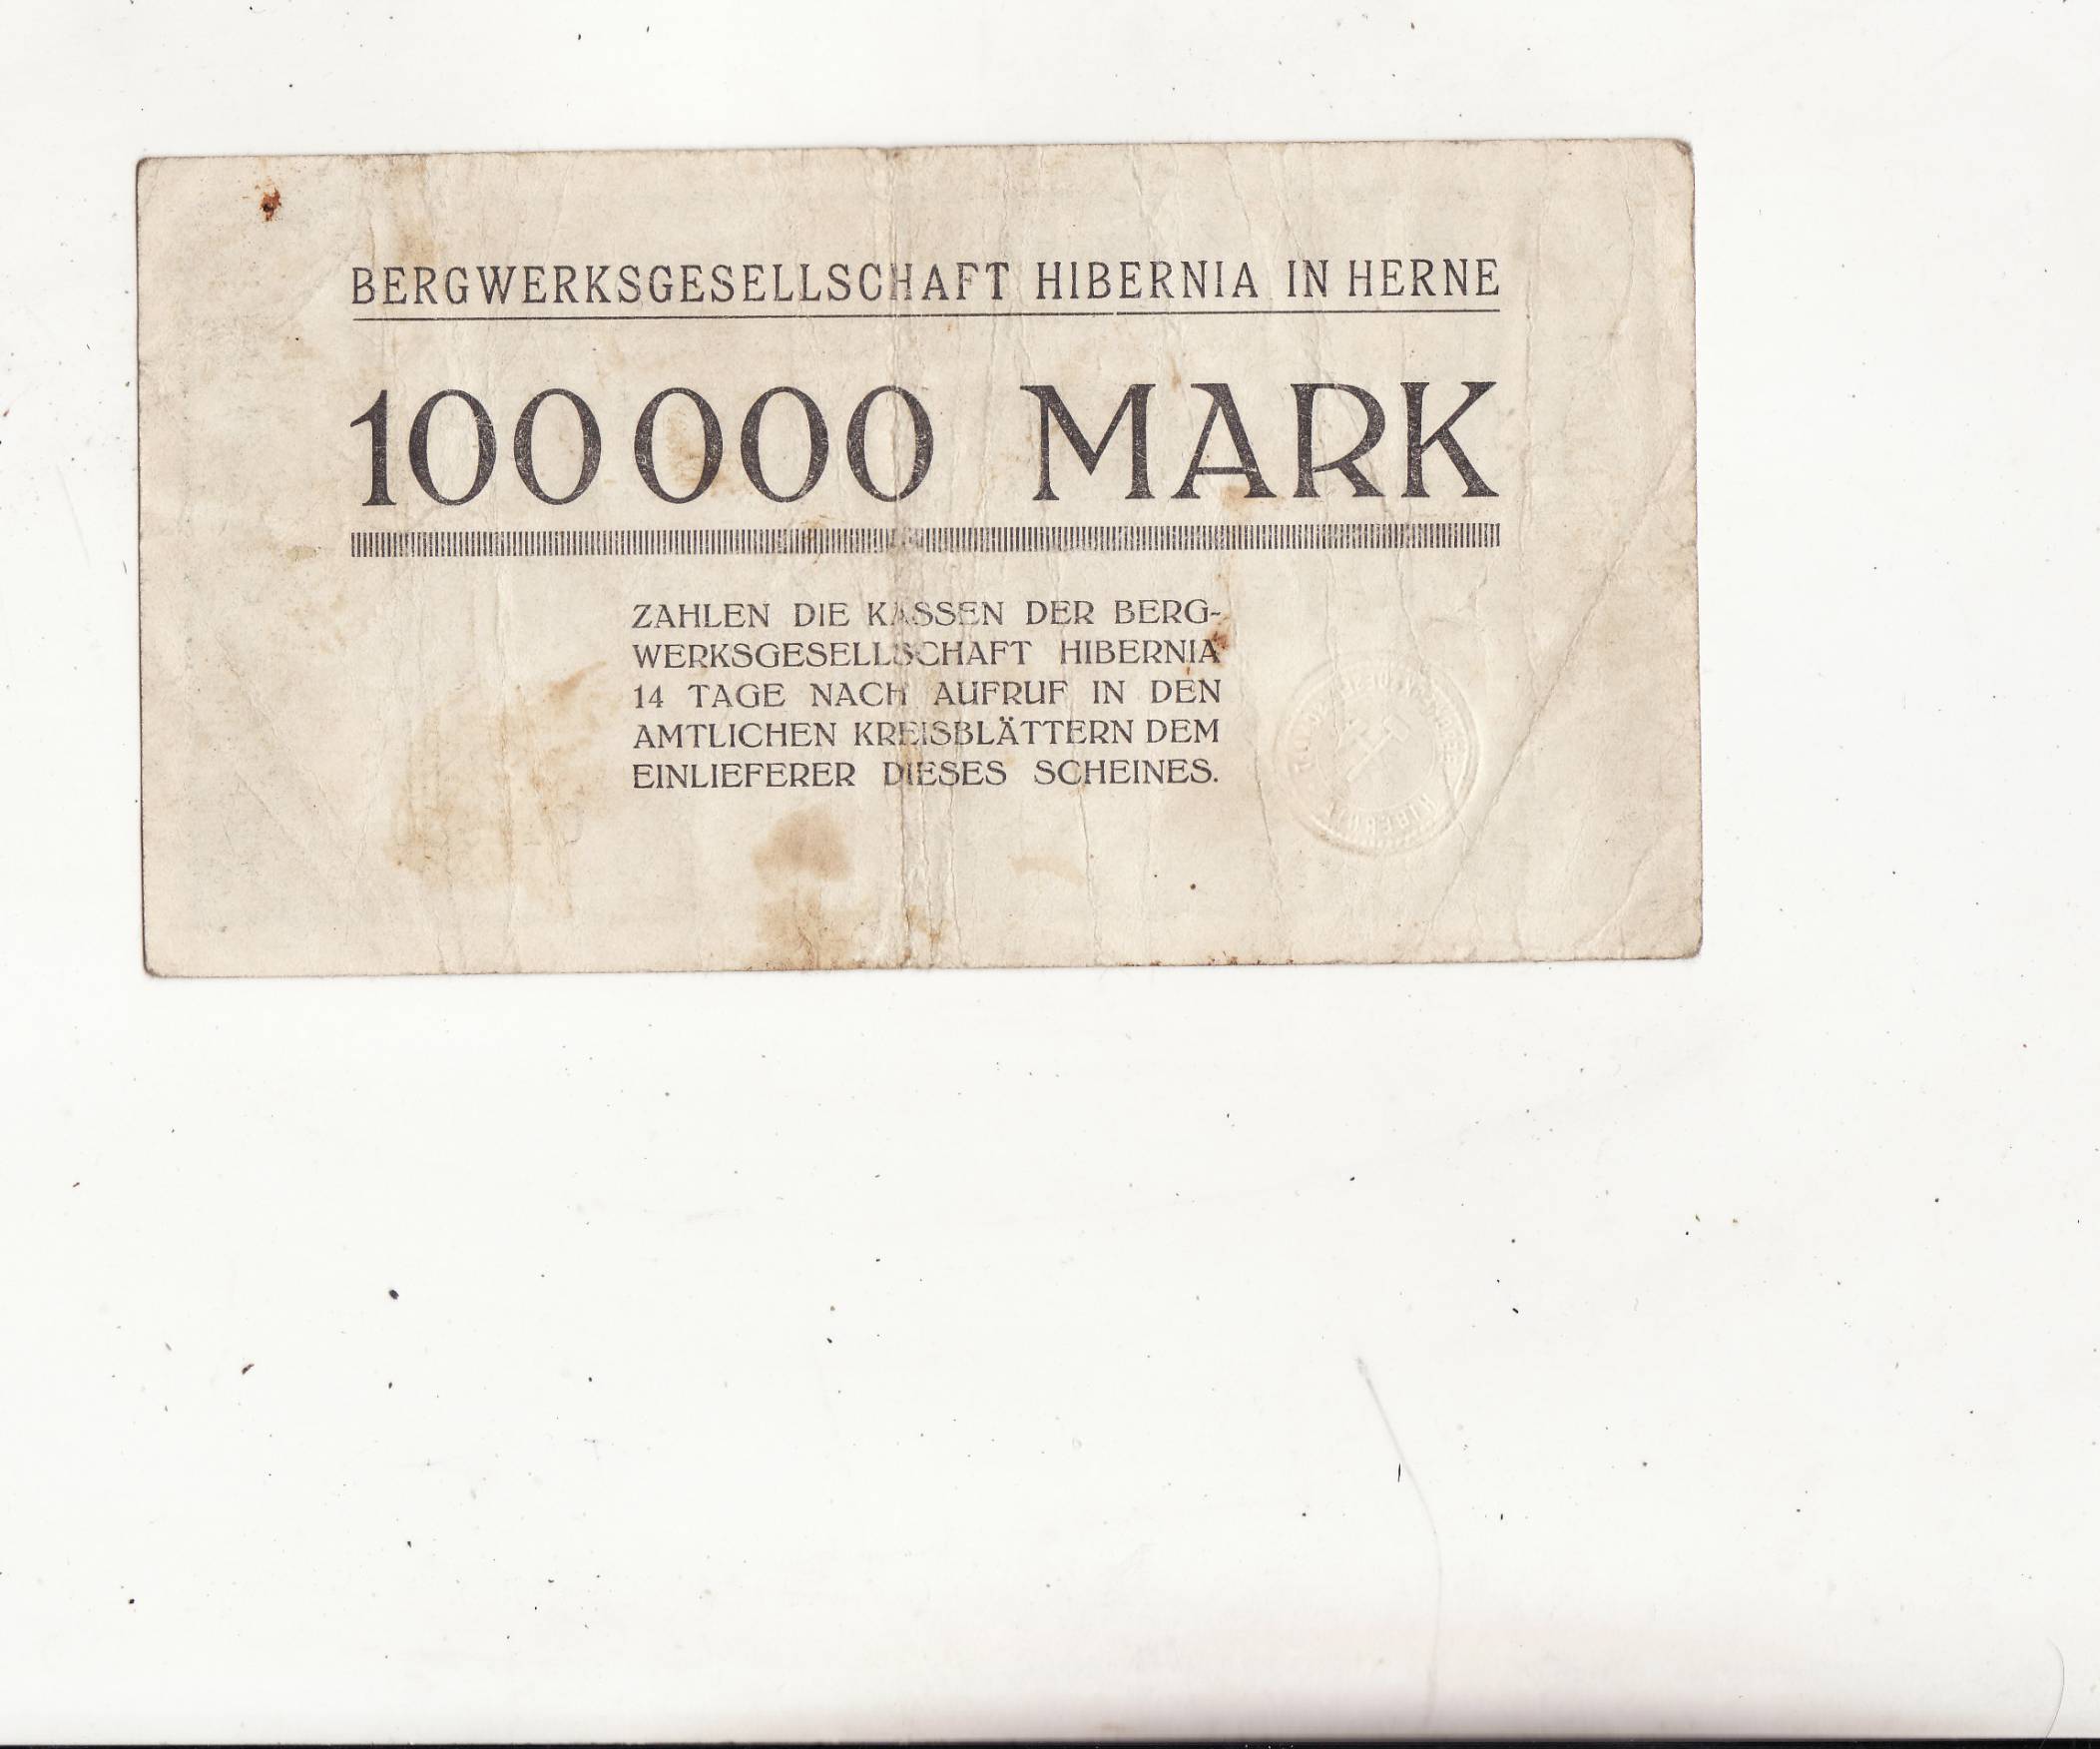 BERGWERKSGESELLSCHAFT HIBERNIA IN HERNE
100 000 MARK
ZAHLEN DIE KASSEN DER BERG-
WERKSGESELLSCHAFT HIBERNIA
14 TAGE NACH AUFRUF IN DEN
AMTLICHEN KREISBLÄTTERN DEM
EINLIEFERER DIESES SCHEINES.
HIBERNIA